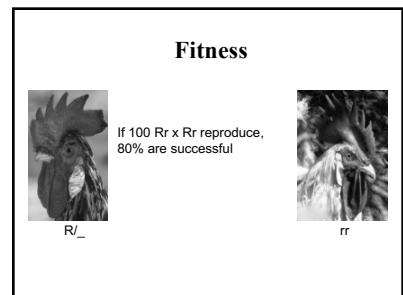 Fitness
If 100 Rr x Rr reproduce,
80% are successful
R/_
rr